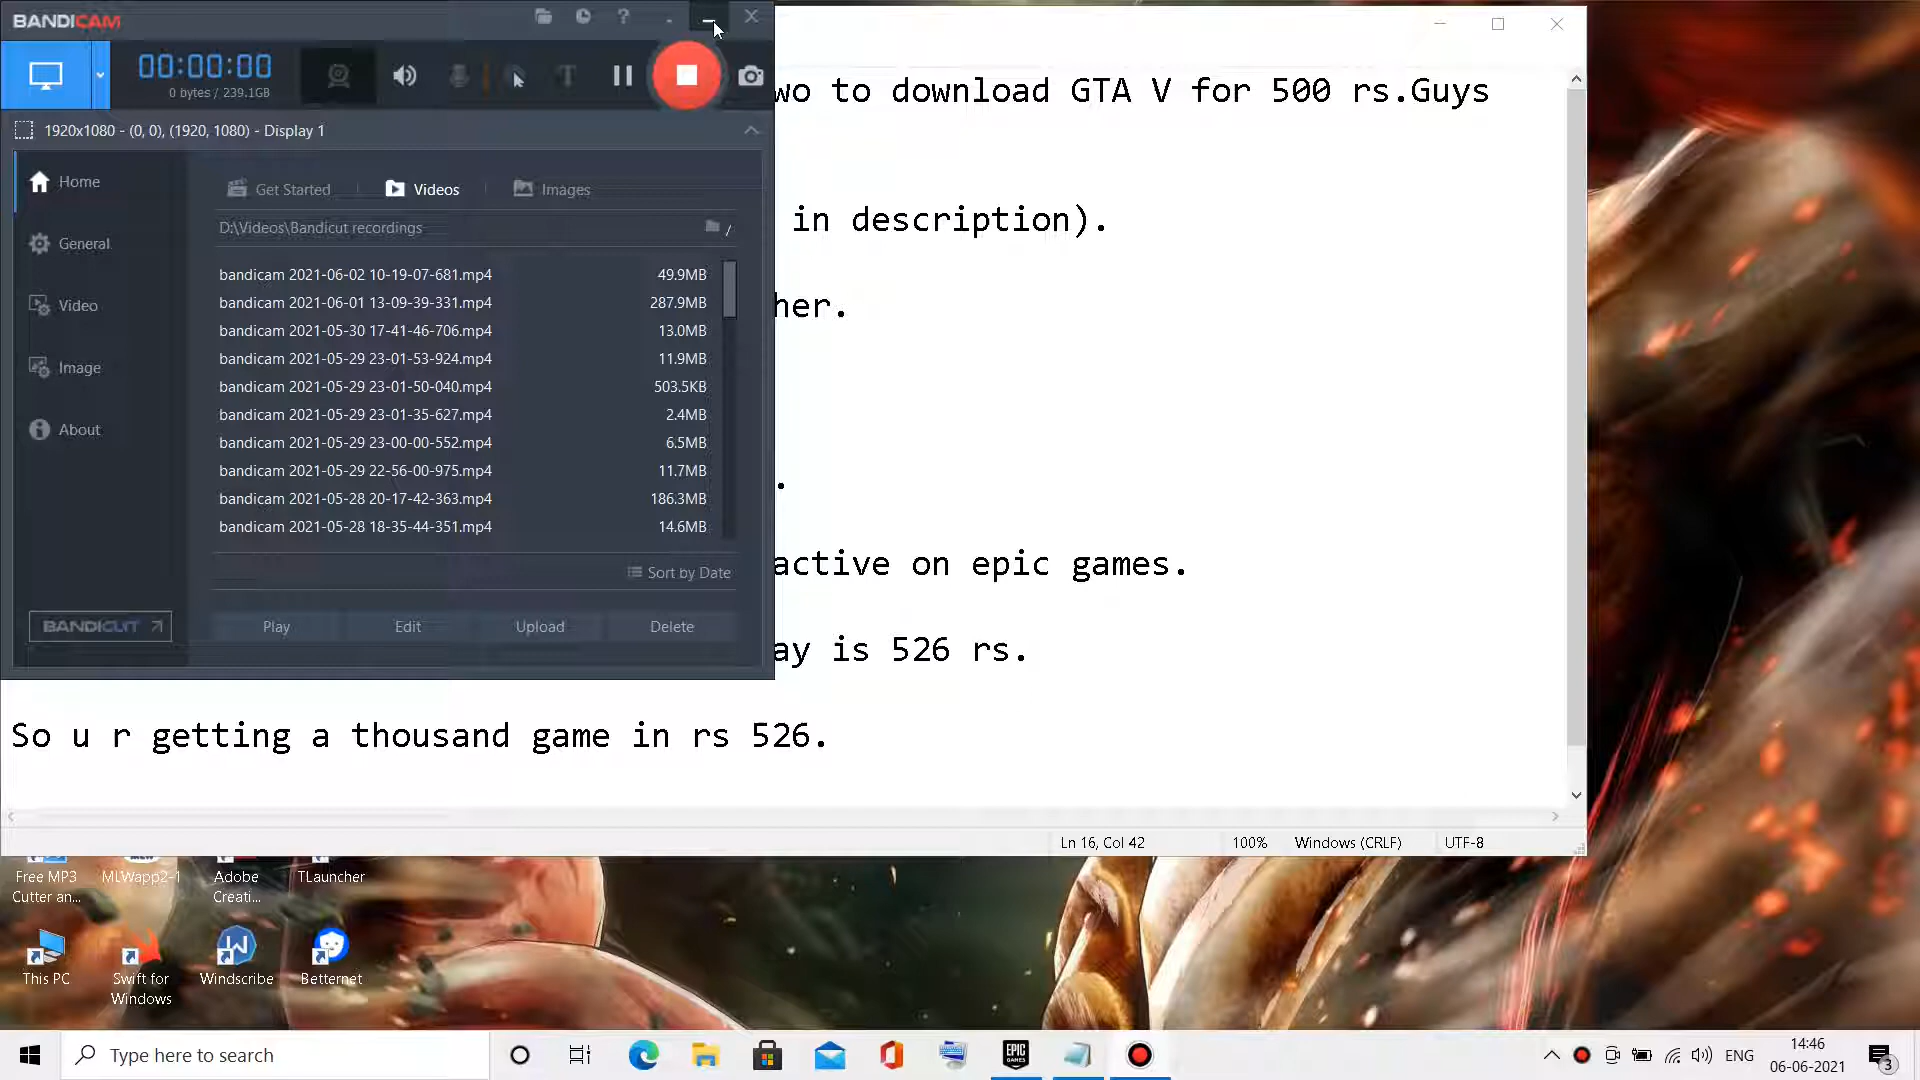 BANDICAM
00:00:00
0 bytes / 239.1GB
1920x1080 - (0, 0), (1920, 1080) - Display 1
Home
General
Video
Image
About
BANDICUT
Get Started
Videos
Images
D:\Videos\Bandicut recordings
bandicam 2021-06-02 10-19-07-681.mp4 49.9MB
bandicam 2021-06-01 13-09-39-331.mp4 287.9MB
bandicam 2021-05-30 17-41-46-706.mp4 13.0MB
bandicam 2021-05-29 23-01-53-924.mp4 11.9MB
bandicam 2021-05-29 23-01-50-040.mp4 503.5KB
bandicam 2021-05-29 23-01-35-627.mp4 2.4MB
bandicam 2021-05-29 23-00-00-552.mp4 6.5MB
bandicam 2021-05-29 22-56-00-975.mp4 11.7MB
bandicam 2021-05-28 20-17-42-363.mp4 186.3MB
bandicam 2021-05-28 18-35-44-351.mp4 14.6MB
Sort by Date
Play Edit Upload Delete
wo to download GTA V for 500 rs.Guys
in description).
her.
.
active on epic games.
ay is 526 rs.
So u r getting a thousand game in rs 526.
Ln 16, Col 42 100% Windows (CRLF) UTF-8
Free MP3
Cutter an...
MLWapp2-1
Adobe
Creati...
TLauncher
This PC
Swift for
Windows
Windscribe
Betternet
Type here to search
EPIC
GAMES
ENG
14:46
06-06-2021
3